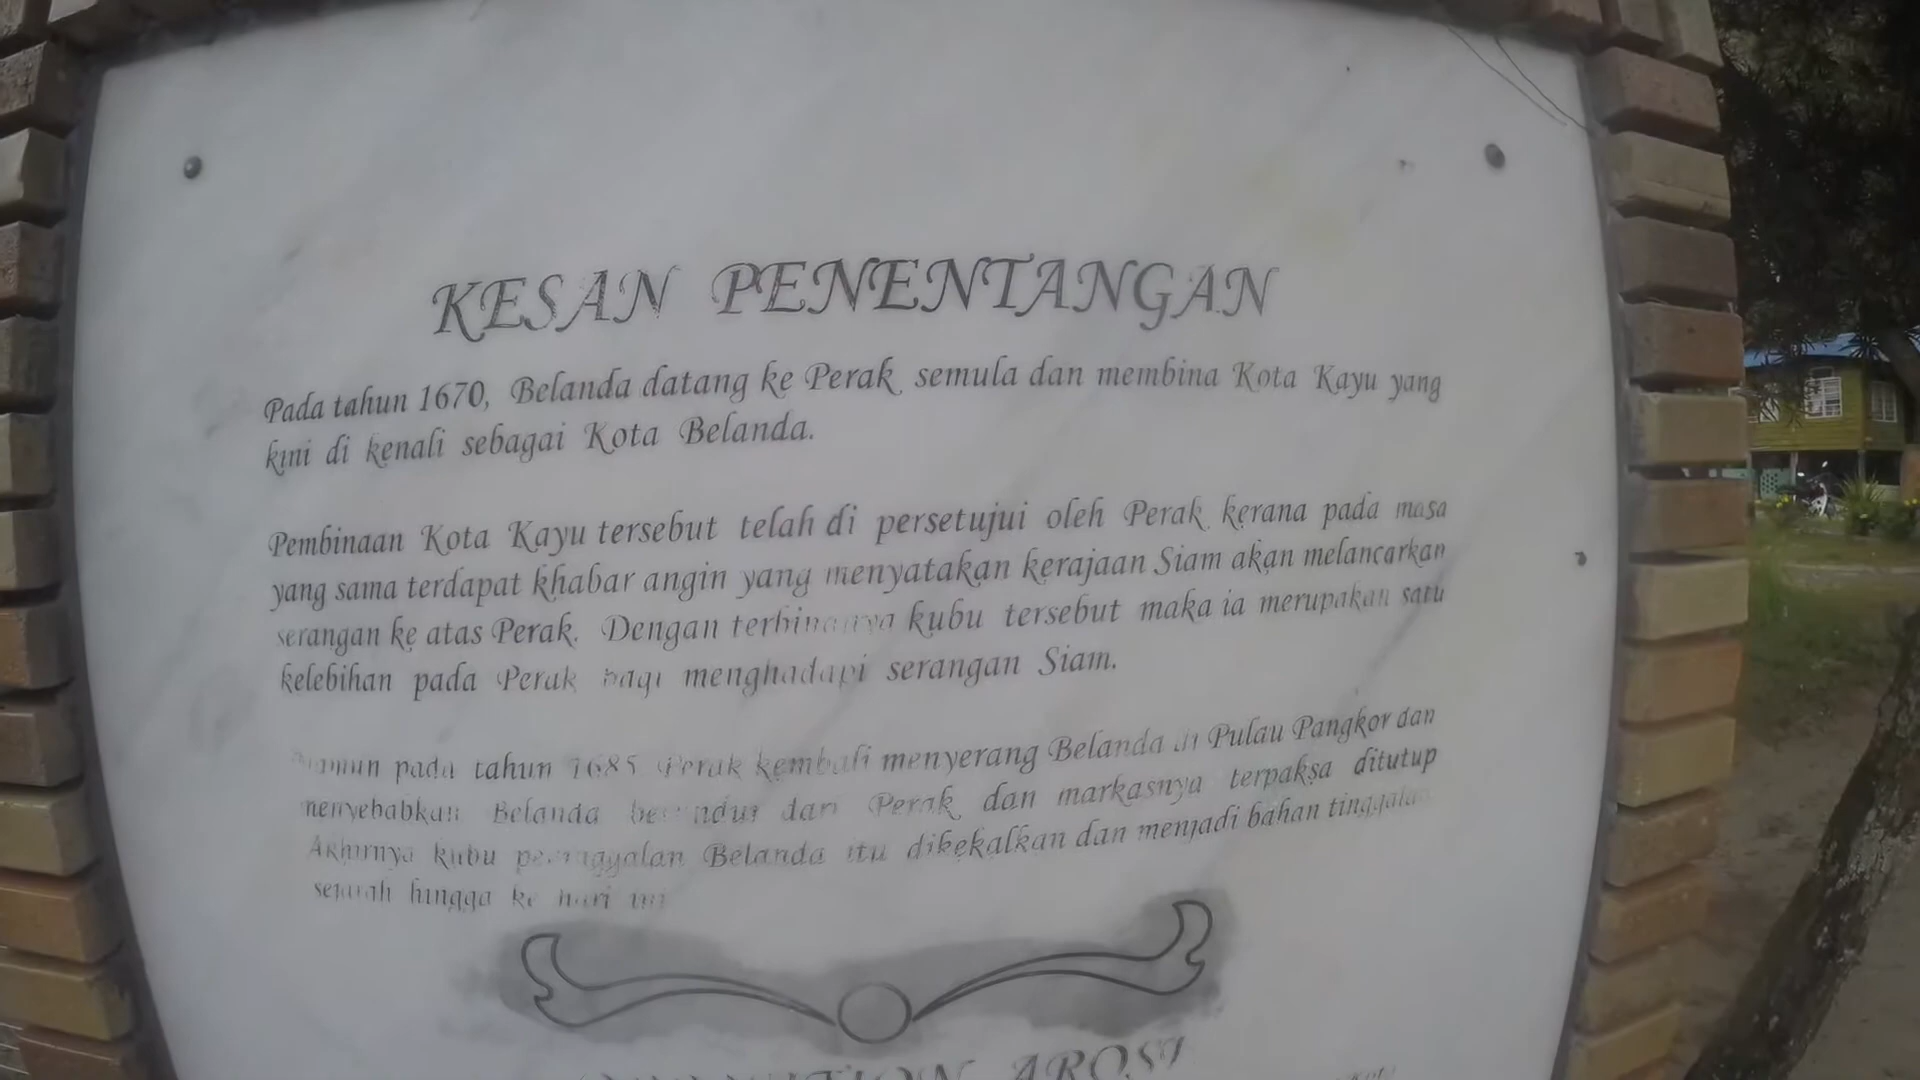 KESAN PENENTANGAN
Pada tahun 1670, Belanda datang ke Perak semula dan membina Kota Kayu yang
kini di kenali sebagai Kota Belanda.
Pembinaan Kota Kayu tersebut telah di persetujui oleh Perak kerana pada masa
yang sama terdapat khabar angin yang menyatakan kerajaan Siam akan melancarkan
serangan ke atas Perak. Dengan terbinanya kubu tersebut maka ia merupakan satu
kelebihan pada Perak bagi menghadapi serangan Siam.
Namun pada tahun 1685 Perak kembali menyerang Belanda di Pulau Pangkor dan
menyebabkan Belanda berundur dari Perak dan markasnya terpaksa ditutup
Akhirnya kubu peninggalan Belanda itu dikekalkan dan menjadi bahan tinggalan
sejarah hingga ke hari ini
AROSE